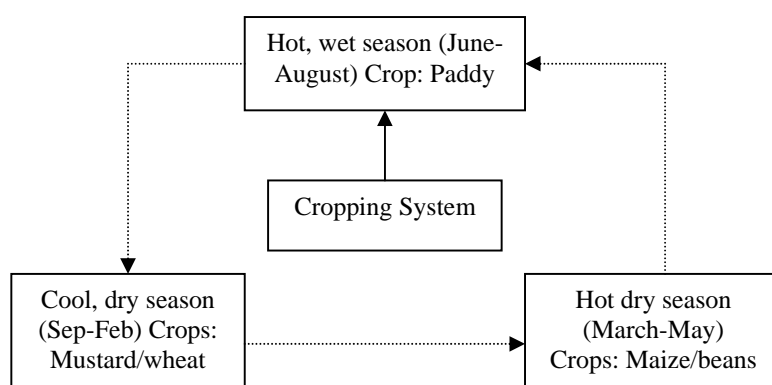 Hot, wet season (June-
August) Crop: Paddy
Cropping System
Cool, dry season
(Sep-Feb) Crops:
Mustard/wheat
Hot dry season
(March-May)
Crops: Maize/beans